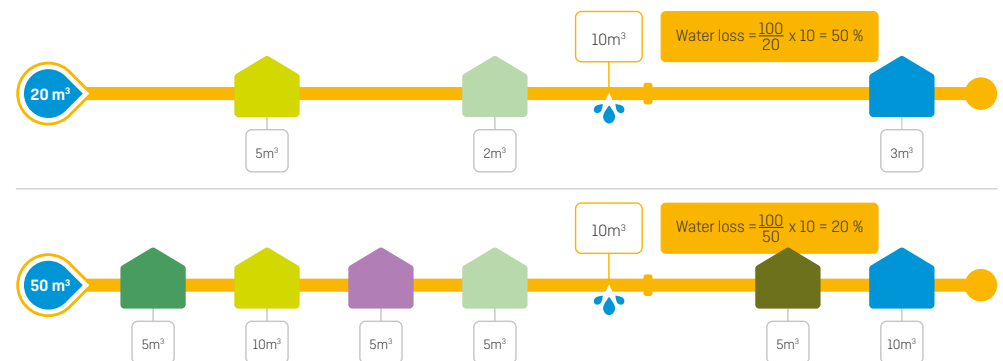 10m³
Water loss = 100/20 x 10 = 50 %
20 m³
5m³
2m³
3m³
10m³
Water loss = 100/50 x 10 = 20 %
50 m³
5m³
10m³
5m³
5m³
5m³
10m³